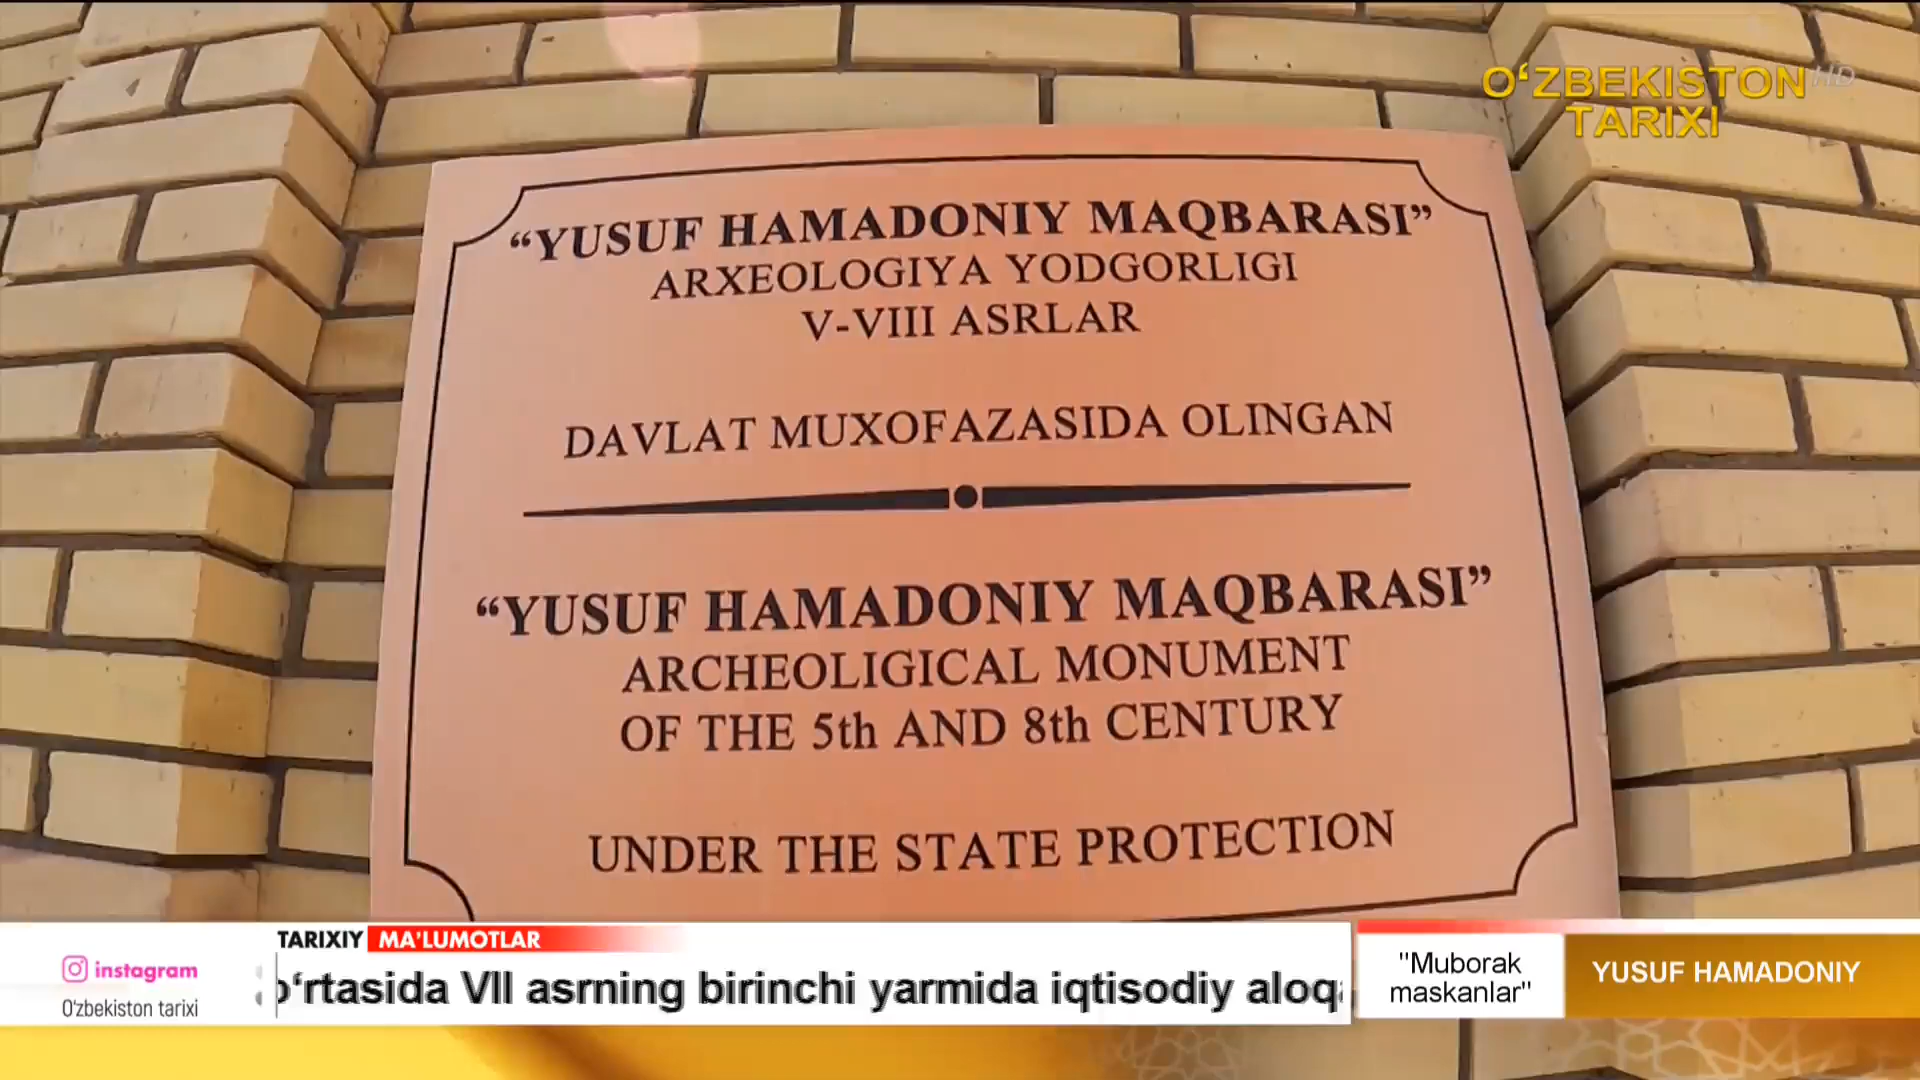 O‘ZBEKISTON HD
TARIXI
“YUSUF HAMADONIY MAQBARASI”
ARXEOLOGIYA YODGORLIGI
V-VIII ASRLAR
DAVLAT MUXOFAZASIDA OLINGAN
“YUSUF HAMADONIY MAQBARASI”
ARCHEOLIGICAL MONUMENT
OF THE 5th AND 8th CENTURY
UNDER THE STATE PROTECTION
TARIXIY MA'LUMOTLAR
instagram
O'zbekiston tarixi
o‘rtasida VII asrning birinchi yarmida iqtisodiy
"Muborak
maskanlar"
YUSUF HAMADONIY